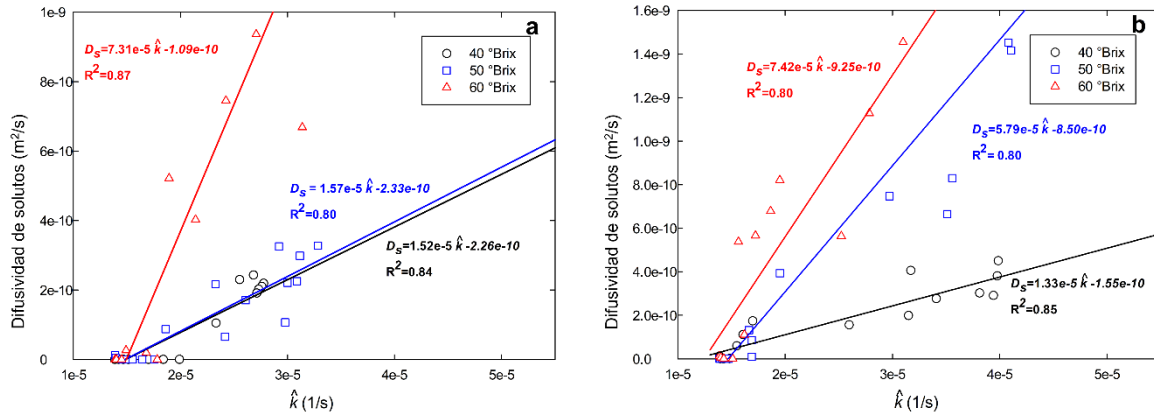 a
1e-9
8e-10
6e-10
4e-10
2e-10
0
Difusividad de solutos (m²/s)
D_S=7.31e-5 k̂ -1.09e-10
R²=0.87
40 °Brix
50 °Brix
60 °Brix
D_S = 1.57e-5 k̂ -2.33e-10
R²=0.80
D_S=1.52e-5 k̂ -2.26e-10
R²=0.84
1e-5 2e-5 3e-5 4e-5 5e-5
k̂ (1/s)
b
1.6e-9
1.4e-9
1.2e-9
1.0e-9
8.0e-10
6.0e-10
4.0e-10
2.0e-10
0.0
Difusividad de solutos (m²/s)
D_S=7.42e-5 k̂ -9.25e-10
R²=0.80
40 °Brix
50 °Brix
60 °Brix
D_S=5.79e-5 k̂ -8.50e-10
R²= 0.80
D_S=1.33e-5 k̂ -1.55e-10
R²=0.85
1e-5 2e-5 3e-5 4e-5 5e-5
k̂ (1/s)